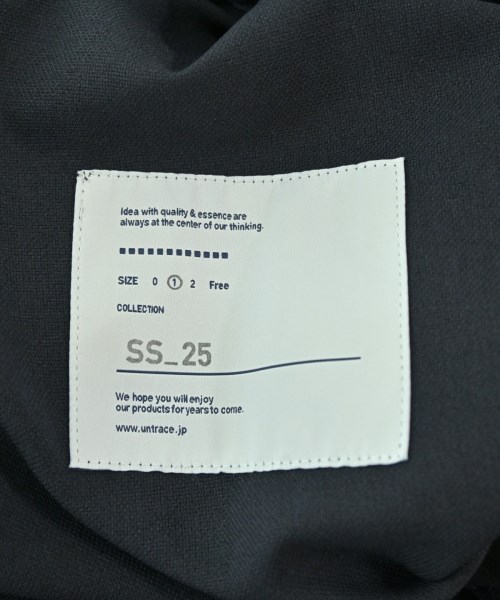 Idea with quality & essence are
always at the center of our thinking.
SIZE 0 1 2 Free
COLLECTION
SS_25
We hope you will enjoy
our products for years to come.
www.untrace.jp